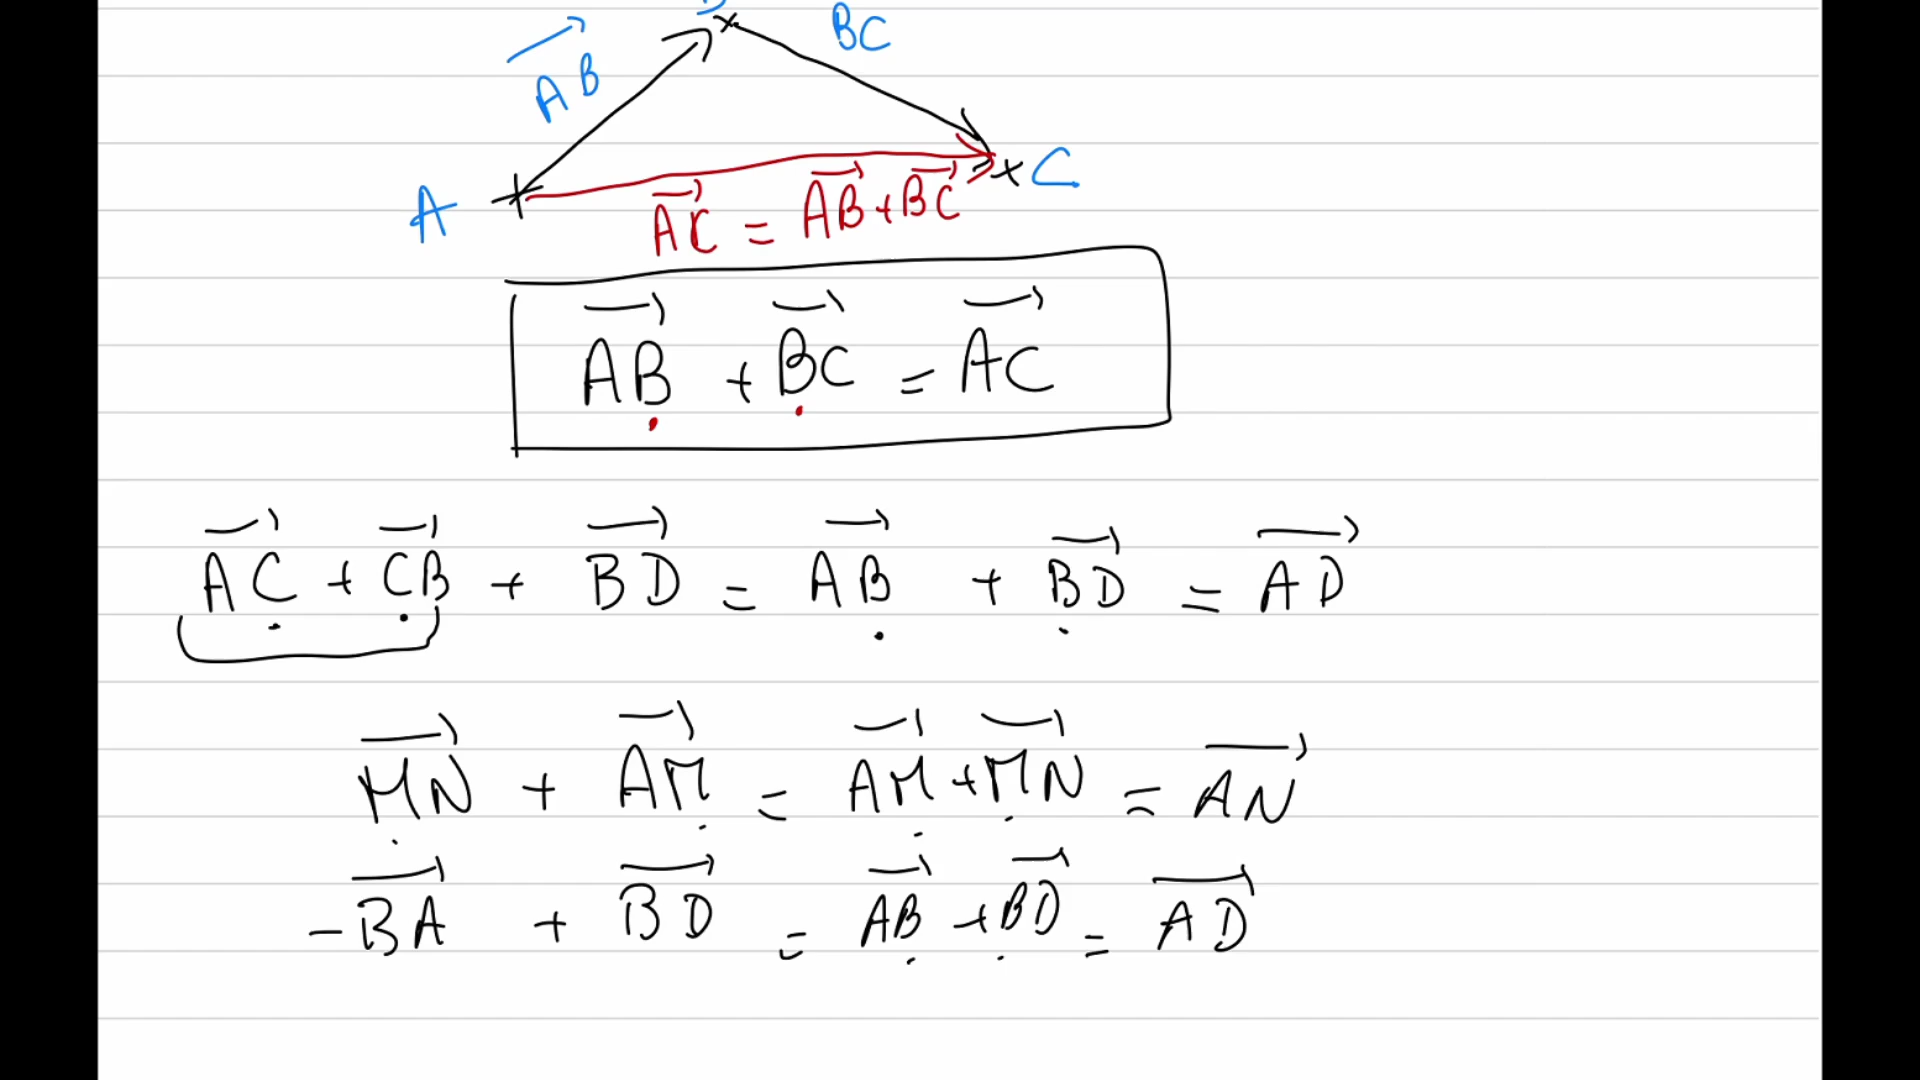 B
BC
AB
C
A
AC = AB + BC
AB + BC = AC
AC + CB + BD = AB + BD = AD
MN + AM = AM + MN = AN
-BA + BD = AB + BD = AD